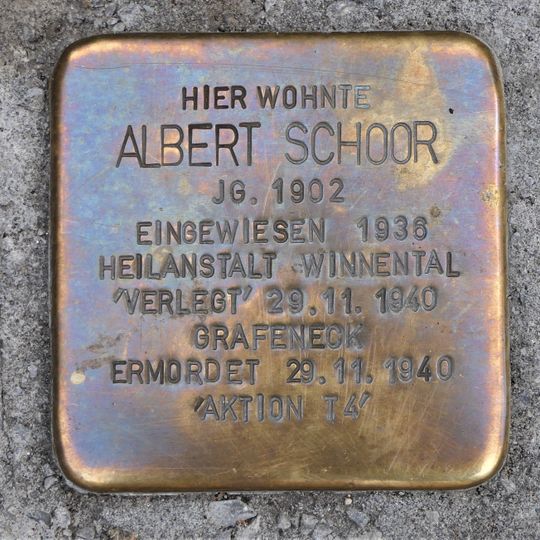 HIER WOHNTE
ALBERT SCHOOR
JG. 1902
EINGEWIESEN 1936
HEILANSTALT WINNENTAL
'VERLEGT' 29.11.1940
GRAFENECK
ERMORDET 29.11.1940
'AKTION T4'